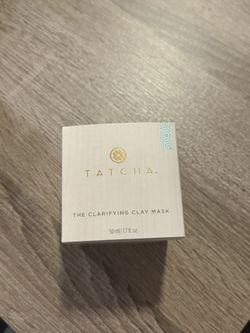 TATCHA.
THE CLARIFYING CLAY MASK
50 ml | 1.7 fl.oz.